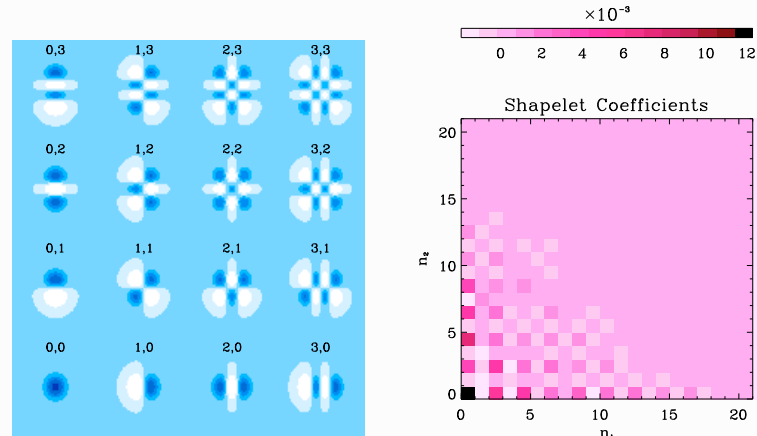 0,3 1,3 2,3 3,3
0,2 1,2 2,2 3,2
0,1 1,1 2,1 3,1
0,0 1,0 2,0 3,0
×10⁻³
0 2 4 6 8 10 12
Shapelet Coefficients
20
15
10
5
0
n₂
0 5 10 15 20